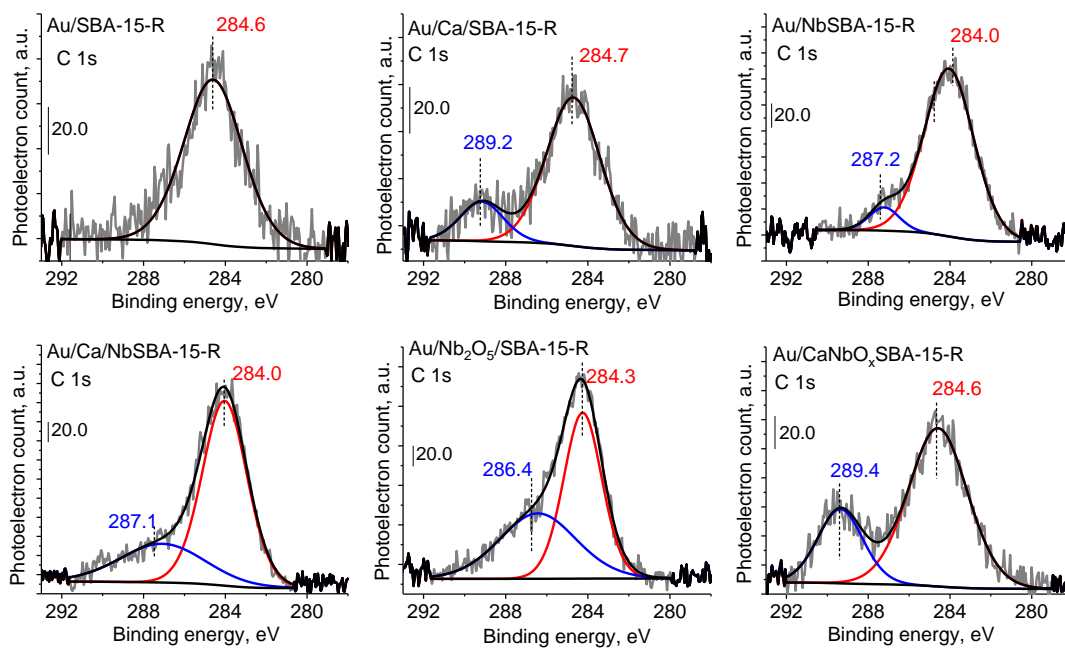 Au/SBA-15-R
C 1s
284.6
20.0
Photoelectron count, a.u.
292 288 284 280
Binding energy, eV
Au/Ca/SBA-15-R
C 1s
284.7
20.0
289.2
Photoelectron count, a.u.
292 288 284 280
Binding energy, eV
Au/NbSBA-15-R
C 1s
284.0
20.0
287.2
Photoelectron count, a.u.
292 288 284 280
Binding energy, eV
Au/Ca/NbSBA-15-R
C 1s
284.0
20.0
287.1
Photoelectron count, a.u.
292 288 284 280
Binding energy, eV
Au/Nb₂O₅/SBA-15-R
C 1s
284.3
20.0
286.4
Photoelectron count, a.u.
292 288 284 280
Binding energy, eV
Au/CaNbOₓSBA-15-R
C 1s
284.6
20.0
289.4
Photoelectron count, a.u.
292 288 284 280
Binding energy, eV